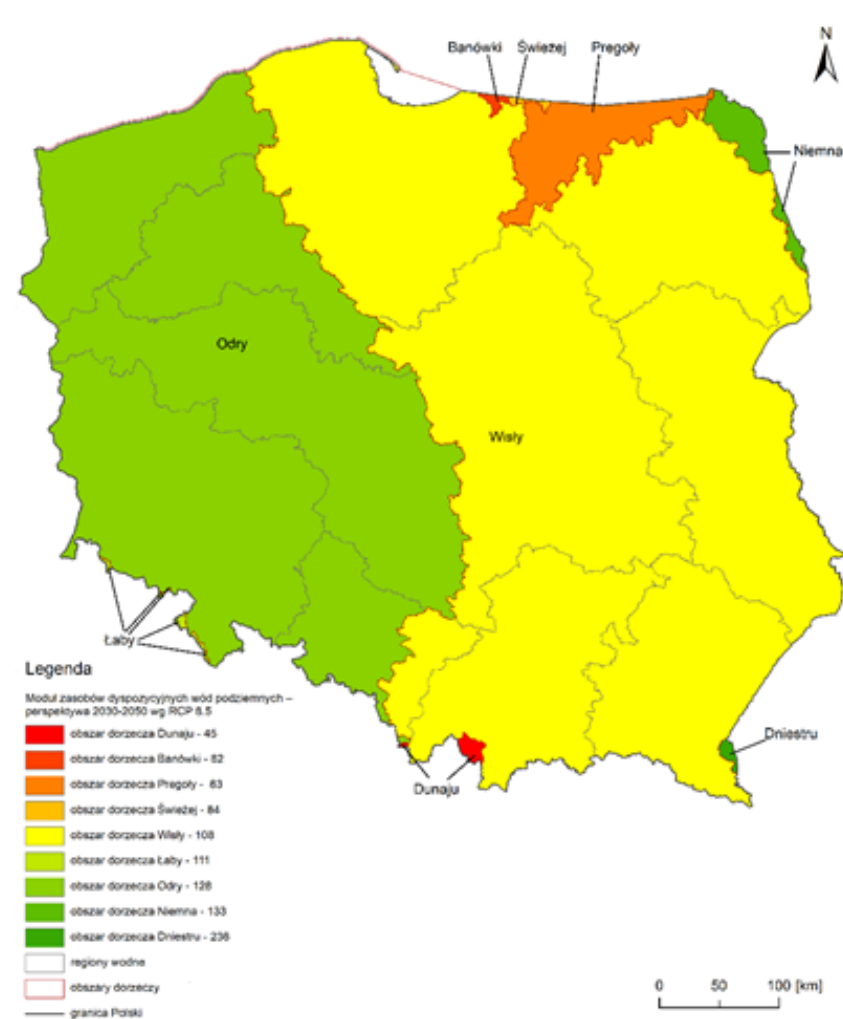 N
Banówki
Świeżej
Pregoły
Niemna
Odry
Wisły
Łaby
Dniestru
Dunaju
Legenda
Moduł zasobów dyspozycyjnych wód podziemnych –
perspektywa 2030-2050 wg RCP 8.5
obszar dorzecza Dunaju - 45
obszar dorzecza Banówki - 82
obszar dorzecza Pregoły - 83
obszar dorzecza Świeżej - 84
obszar dorzecza Wisły - 108
obszar dorzecza Łaby - 111
obszar dorzecza Odry - 128
obszar dorzecza Niemna - 133
obszar dorzecza Dniestru - 236
regiony wodne
obszary dorzeczy
granica Polski
0 50 100 [km]